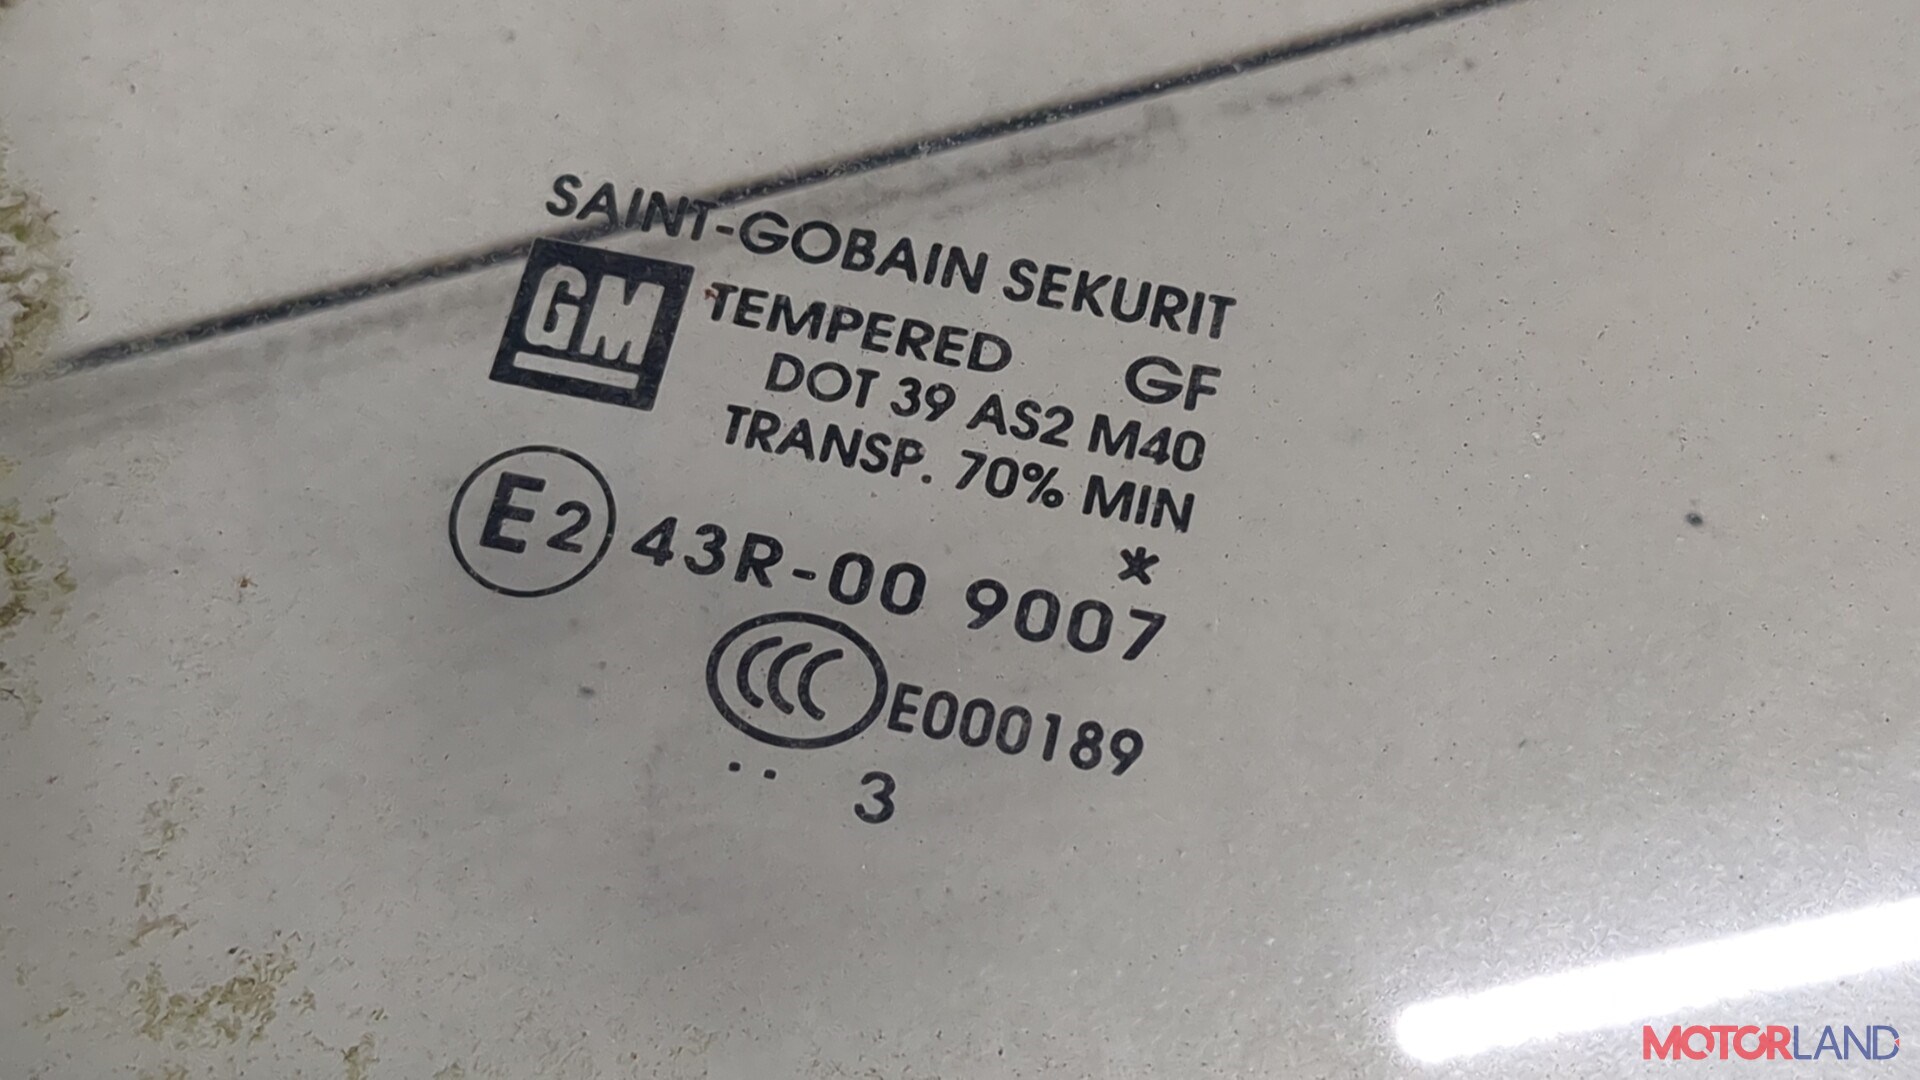 SAINT-GOBAIN SEKURIT
GM
TEMPERED GF
DOT 39 AS2 M40
TRANSP. 70% MIN
*
E2 43R-00 9007
CCC E000189
.. 3
MOTORLAND